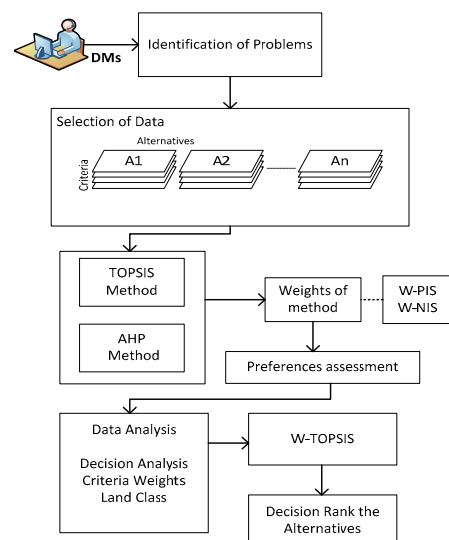 DMs
Identification of Problems
Selection of Data
Alternatives
Criteria
A1
A2
An
TOPSIS
Method
AHP
Method
Weights of
method
W-PIS
W-NIS
Preferences assessment
Data Analysis
Decision Analysis
Criteria Weights
Land Class
W-TOPSIS
Decision Rank the
Alternatives